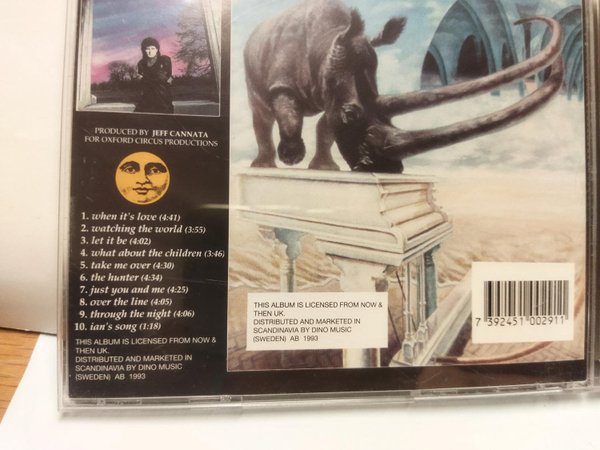 PRODUCED BY JEFF CANNATA
FOR OXFORD CIRCUS PRODUCTIONS
1. when it's love (4:41)
2. watching the world (3:55)
3. let it be (4:02)
4. what about the children (3:46)
5. take me over (4:30)
6. the hunter (4:34)
7. just you and me (4:25)
8. over the line (4:05)
9. through the night (4:06)
10. ian's song (1:18)
THIS ALBUM IS LICENSED FROM NOW &
THEN UK.
DISTRIBUTED AND MARKETED IN
SCANDINAVIA BY DINO MUSIC
(SWEDEN) AB 1993
THIS ALBUM IS LICENSED FROM NOW &
THEN UK.
DISTRIBUTED AND MARKETED IN
SCANDINAVIA BY DINO MUSIC
(SWEDEN) AB 1993
7 392451 002911